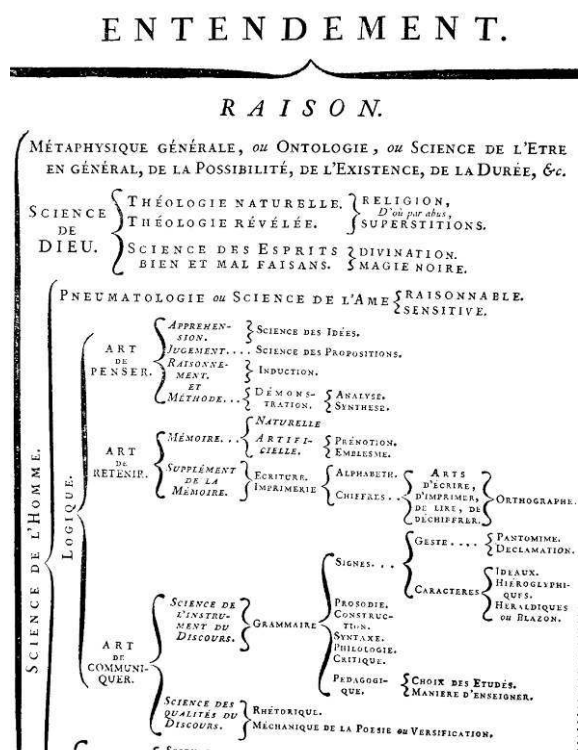 ENTENDEMENT.
RAISON.
MÉTAPHYSIQUE GÉNÉRALE, ou ONTOLOGIE, ou SCIENCE DE L'ETRE
EN GÉNÉRAL, DE LA POSSIBILITÉ, DE L'EXISTENCE, DE LA DURÉE, &c.
SCIENCE
DE
DIEU.
THÉOLOGIE NATURELLE.
THÉOLOGIE RÉVÉLÉE.
RELIGION,
D'où par abus,
SUPERSTITIONS.
SCIENCE DES ESPRITS
BIEN ET MAL FAISANS.
DIVINATION.
MAGIE NOIRE.
SCIENCE DE L'HOMME.
PNEUMATOLOGIE ou SCIENCE DE L'AME
RAISONNABLE.
SENSITIVE.
LOGIQUE.
ART
DE
PENSER.
APPREHEN-
SION.
SCIENCE DES IDÉES.
JUGEMENT.... SCIENCE DES PROPOSITIONS.
RAISONNE-
MENT.
INDUCTION.
ET
MÉTHODE...
DÉMONS-
TRATION.
ANALYSE.
SYNTHESE.
ART
DE
RETENIR.
MÉMOIRE...
NATURELLE
ARTIFI-
CIELLE.
PRÉNOTION.
EMBLESME.
SUPPLÉMENT
DE LA
MÉMOIRE.
ECRITURE.
IMPRIMERIE
ALPHABETH.
CHIFFRES...
ARTS
D'ÉCRIRE,
D'IMPRIMER,
DE LIRE, DE
DÉCHIFFRER.
ORTHOGRAPHE.
ART
DE
COMMUNI-
QUER.
SCIENCE DE
L'INSTRU-
MENT DU
DISCOURS.
GRAMMAIRE
SIGNES...
GESTE ....
PANTOMIME.
DECLAMATION.
CARACTERES
IDEAUX.
HIÉROGLYPHI-
QUES.
HERALDIQUES
OU BLAZON.
PROSODIE.
CONSTRUC-
TION.
SYNTAXE.
PHILOLOGIE.
CRITIQUE.
PEDAGOGI-
QUE.
CHOIX DES ETUDES.
MANIERE D'ENSEIGNER.
SCIENCE DES
QUALITÉS DU
DISCOURS.
RHÉTORIQUE.
MÉCHANIQUE DE LA POESIE ou VERSIFICATION.